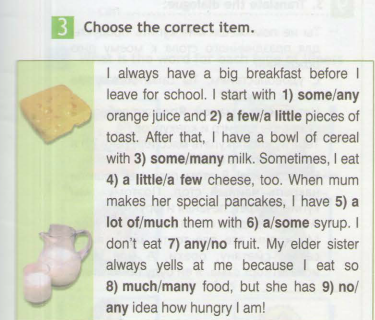 3 Choose the correct item.
I always have a big breakfast before I
leave for school. I start with 1) some/any
orange juice and 2) a few/a little pieces of
toast. After that, I have a bowl of cereal
with 3) some/many milk. Sometimes, I eat
4) a little/a few cheese, too. When mum
makes her special pancakes, I have 5) a
lot of/much them with 6) a/some syrup. I
don't eat 7) any/no fruit. My elder sister
always yells at me because I eat so
8) much/many food, but she has 9) no/
any idea how hungry I am!